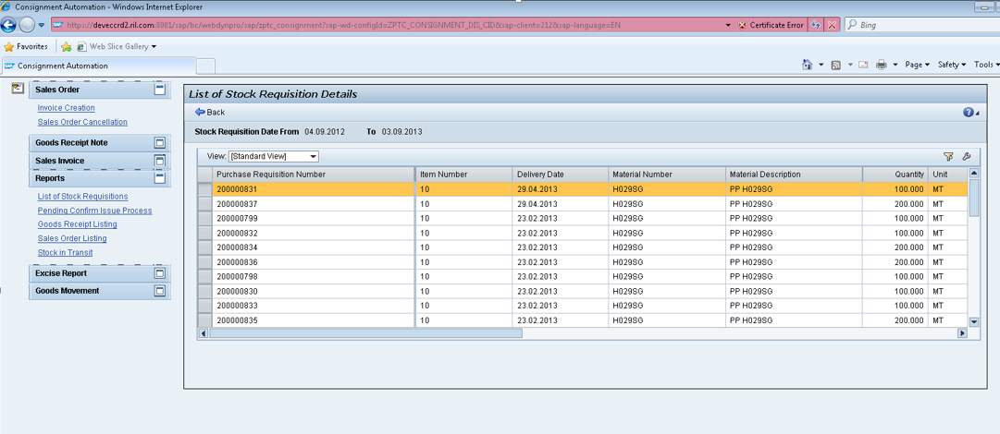 Consignment Automation - Windows Internet Explorer
https://deveccrd2.ril.com:8001/sap/bc/webdynpro/sap/zptc_consignment?sap-wd-configId=ZPTC_CONSIGNMENT_DIS_CID&sap-client=212&sap-language=EN Certificate Error Bing
Favorites Web Slice Gallery
Consignment Automation Page Safety Tools
Sales Order
Invoice Creation
Sales Order Cancellation
Goods Receipt Note
Sales Invoice
Reports
List of Stock Requisitions
Pending Confirm Issue Process
Goods Receipt Listing
Sales Order Listing
Stock in Transit
Excise Report
Goods Movement
List of Stock Requisition Details
Back
Stock Requisition Date From 04.09.2012 To 03.09.2013
View: [Standard View]
Purchase Requisition Number Item Number Delivery Date Material Number Material Description Quantity Unit
200000831 10 29.04.2013 H029SG PP H029SG 100.000 MT
200000837 10 29.04.2013 H029SG PP H029SG 200.000 MT
200000799 10 23.02.2013 H029SG PP H029SG 100.000 MT
200000832 10 23.02.2013 H029SG PP H029SG 100.000 MT
200000834 10 23.02.2013 H029SG PP H029SG 200.000 MT
200000836 10 23.02.2013 H029SG PP H029SG 200.000 MT
200000798 10 23.02.2013 H029SG PP H029SG 100.000 MT
200000830 10 23.02.2013 H029SG PP H029SG 100.000 MT
200000833 10 23.02.2013 H029SG PP H029SG 100.000 MT
200000835 10 23.02.2013 H029SG PP H029SG 200.000 MT